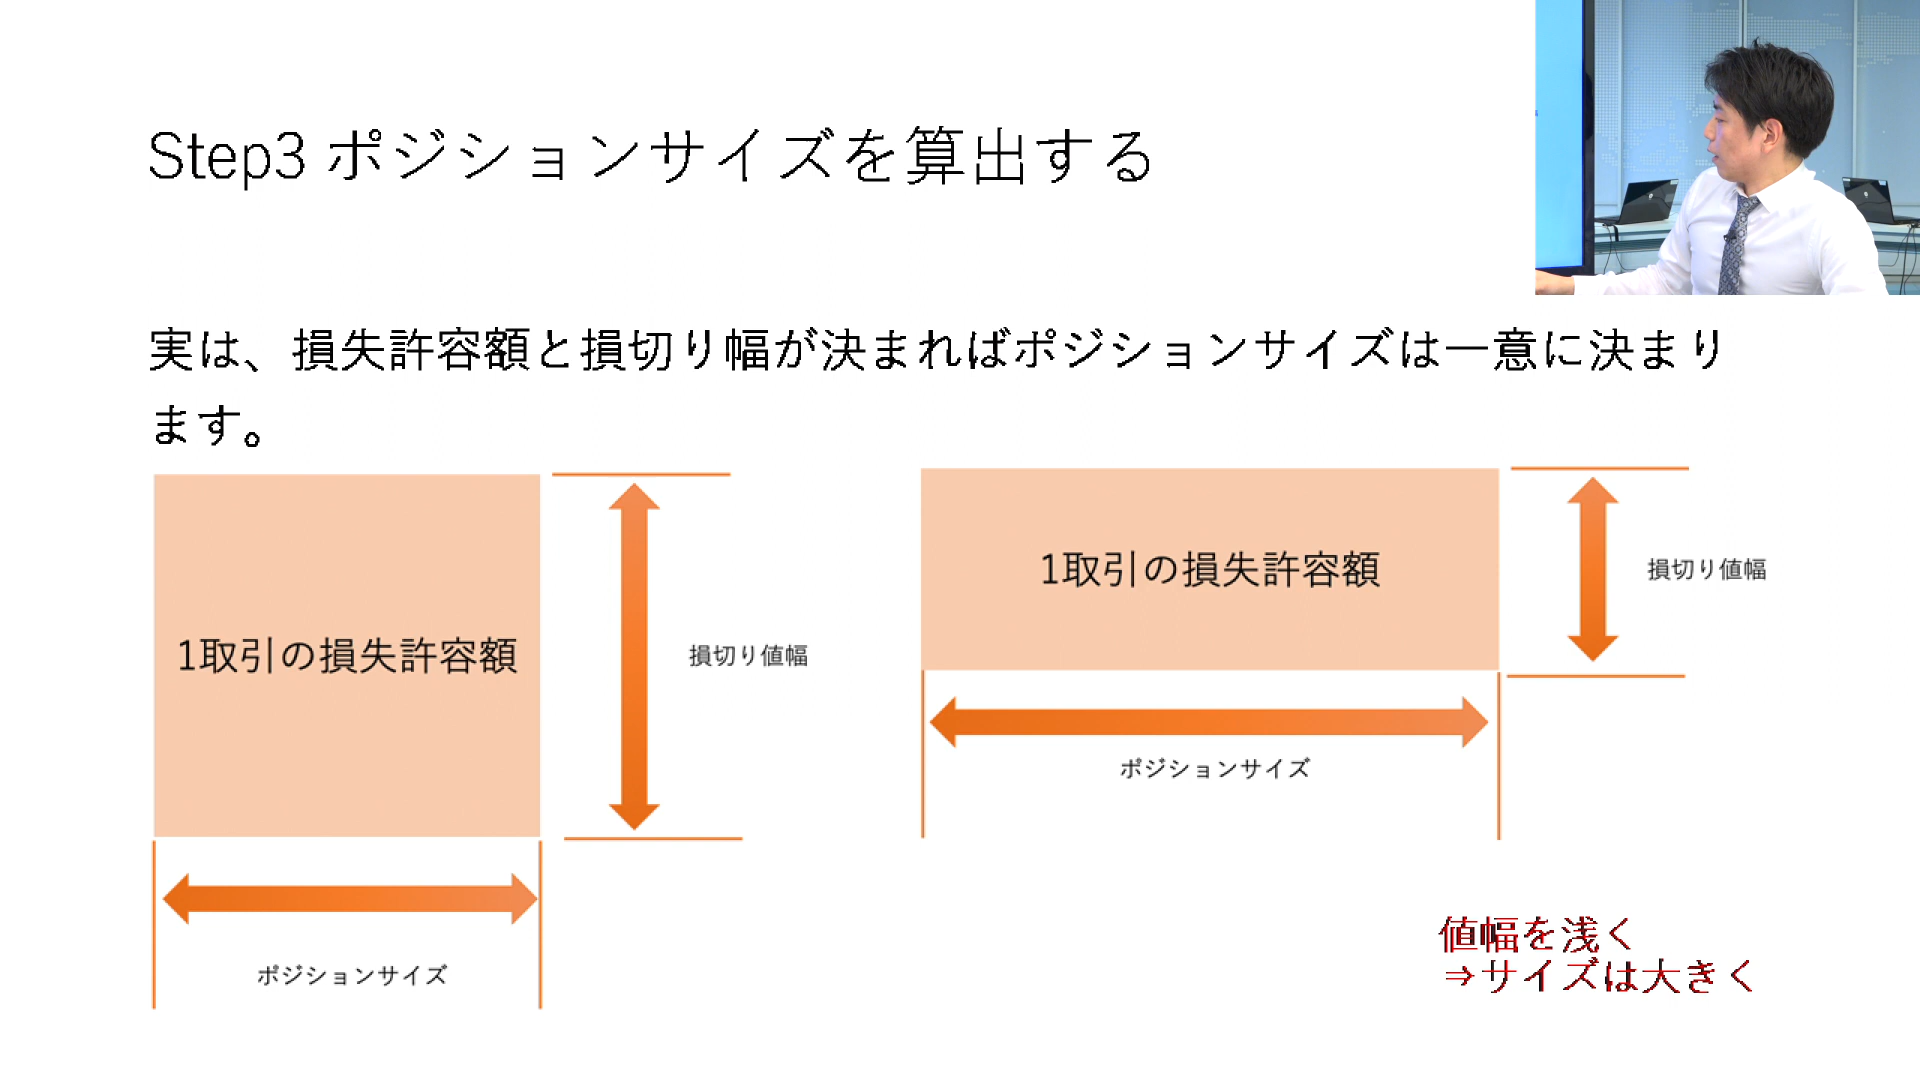 Step3 ポジションサイズを算出する
実は、損失許容額と損切り幅が決まればポジションサイズは一意に決まり
ます。
1取引の損失許容額
損切り値幅
ポジションサイズ
1取引の損失許容額
損切り値幅
ポジションサイズ
値幅を浅く
⇒サイズは大きく